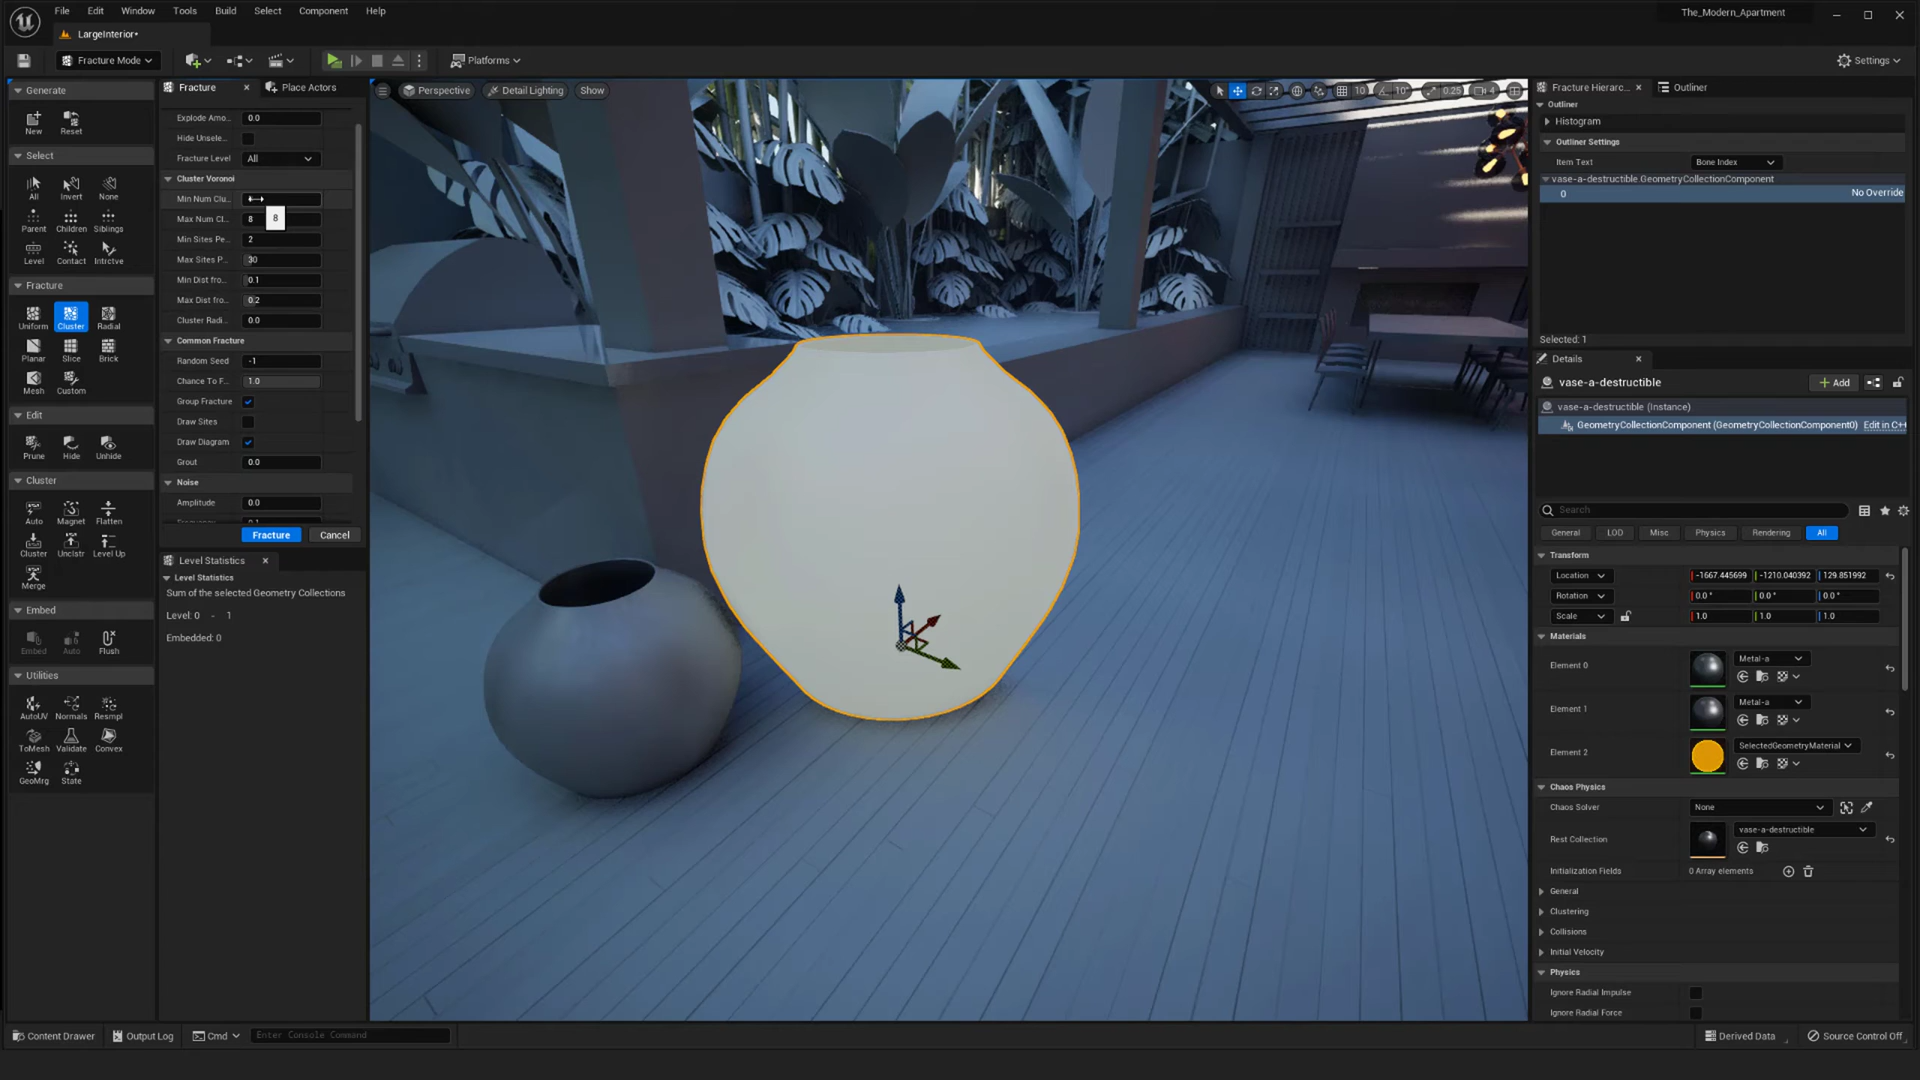 File Edit Window Tools Build Select Component Help
The_Modern_Apartment
LargeInterior•
Fracture Mode
Platforms
Settings
Generate
New Reset
Select
All Invert None
Parent Children Siblings
Level Contact Intrctve
Fracture
Uniform Cluster Radial
Planar Slice Brick
Mesh Custom
Edit
Prune Hide Unhide
Cluster
Auto Magnet Flatten
Cluster Unclstr Level Up
Merge
Embed
Embed Auto Flush
Utilities
AutoUV Normals Resmpl
ToMesh Validate Convex
GeoMrg State
Fracture Place Actors
Explode Amo... 0.0
Hide Unsele...
Fracture Level All
Cluster Voronoi
Min Num Clu...
8
Max Num Cl... 8
Min Sites Pe... 2
Max Sites P... 30
Min Dist fro... 0.1
Max Dist fro... 0.2
Cluster Radi... 0.0
Common Fracture
Random Seed -1
Chance To F... 1.0
Group Fracture
Draw Sites
Draw Diagram
Grout 0.0
Noise
Amplitude 0.0
Fracture Cancel
Level Statistics
Level Statistics
Sum of the selected Geometry Collections
Level: 0 - 1
Embedded: 0
Perspective Detail Lighting Show
10 10° 0.25 4
Fracture Hierarc... Outliner
Outliner
Histogram
Outliner Settings
Item Text Bone Index
vase-a-destructible.GeometryCollectionComponent
0 No Override
Selected: 1
Details
vase-a-destructible
Add
vase-a-destructible (Instance)
GeometryCollectionComponent (GeometryCollectionComponent0) Edit in C++
Search
General LOD Misc Physics Rendering All
Transform
Location -1667.445699 -1210.040392 129.851992
Rotation 0.0 ° 0.0 ° 0.0 °
Scale 1.0 1.0 1.0
Materials
Element 0 Metal-a
Element 1 Metal-a
Element 2 SelectedGeometryMaterial
Chaos Physics
Chaos Solver None
Rest Collection vase-a-destructible
Initialization Fields 0 Array elements
General
Clustering
Collisions
Initial Velocity
Physics
Ignore Radial Impulse
Ignore Radial Force
Content Drawer Output Log Cmd Enter Console Command
Derived Data Source Control Off